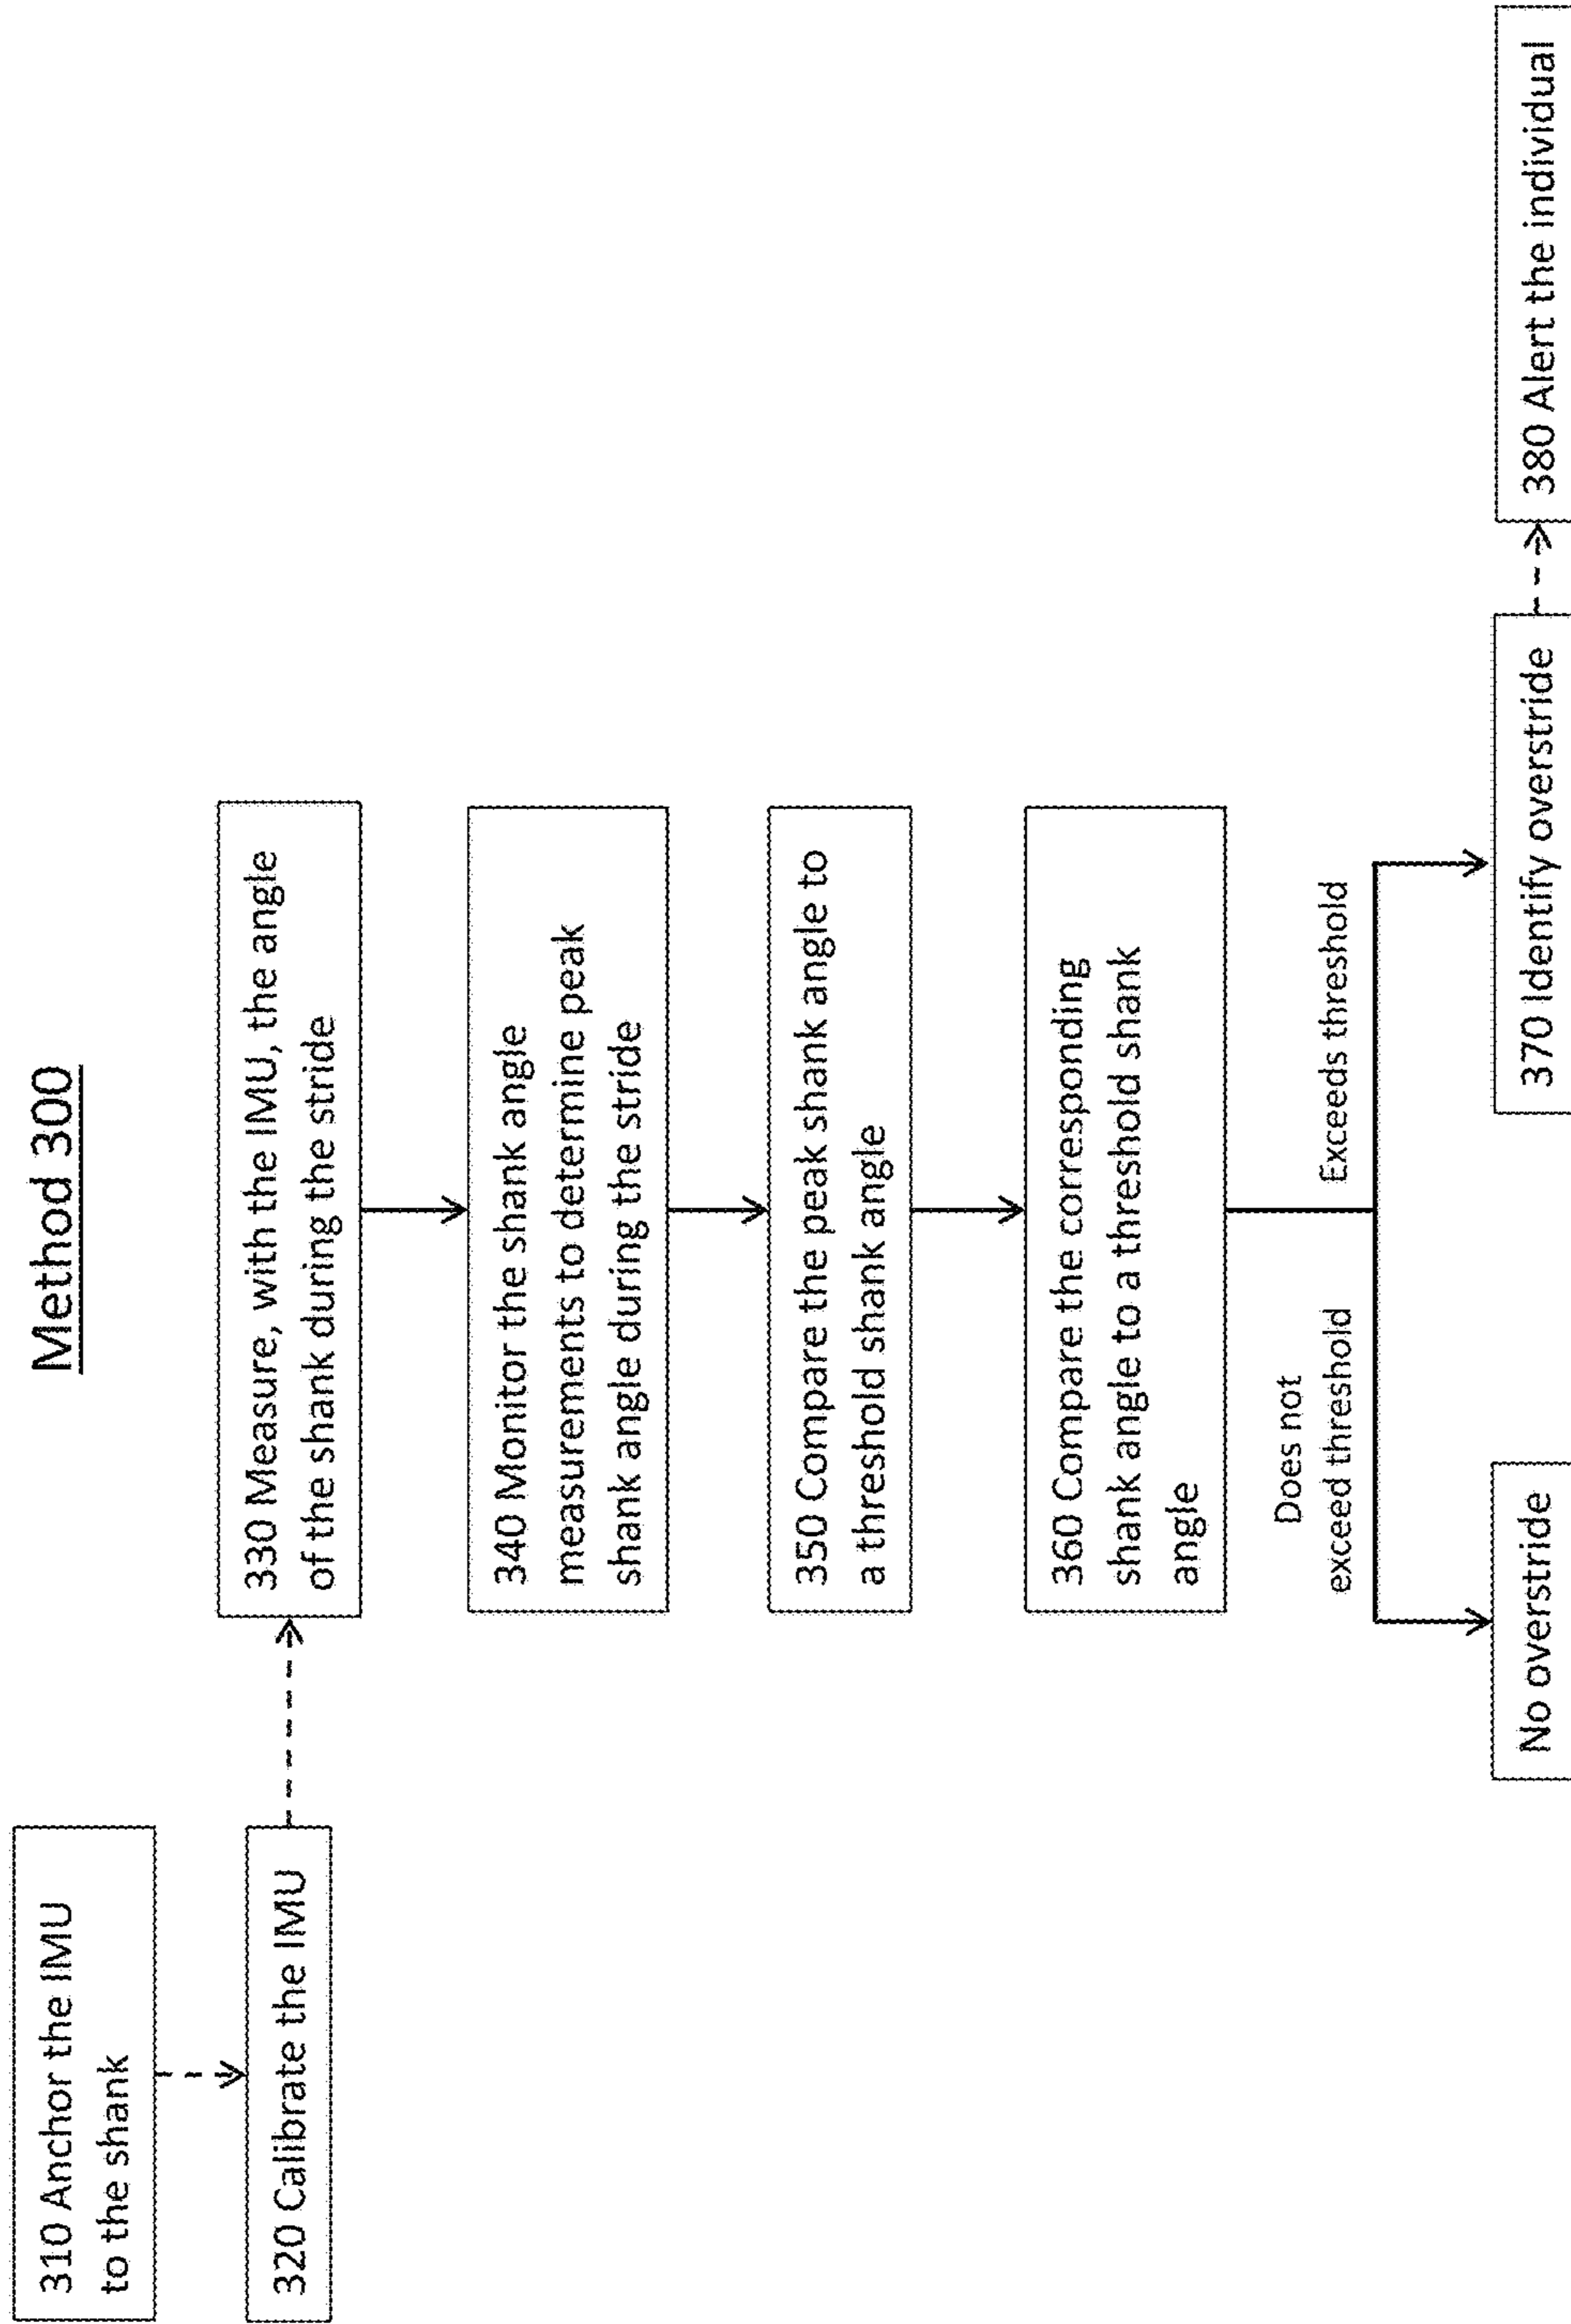 Method 300
310 Anchor the IMU
to the shank
320 Calibrate the IMU
330 Measure, with the IMU, the angle
of the shank during the stride
340 Monitor the shank angle
measurements to determine peak
shank angle during the stride
350 Compare the peak shank angle to
a threshold shank angle
360 Compare the corresponding
shank angle to a threshold shank
angle
Does not
exceed threshold
Exceeds threshold
No overstride
370 Identify overstride
380 Alert the individual